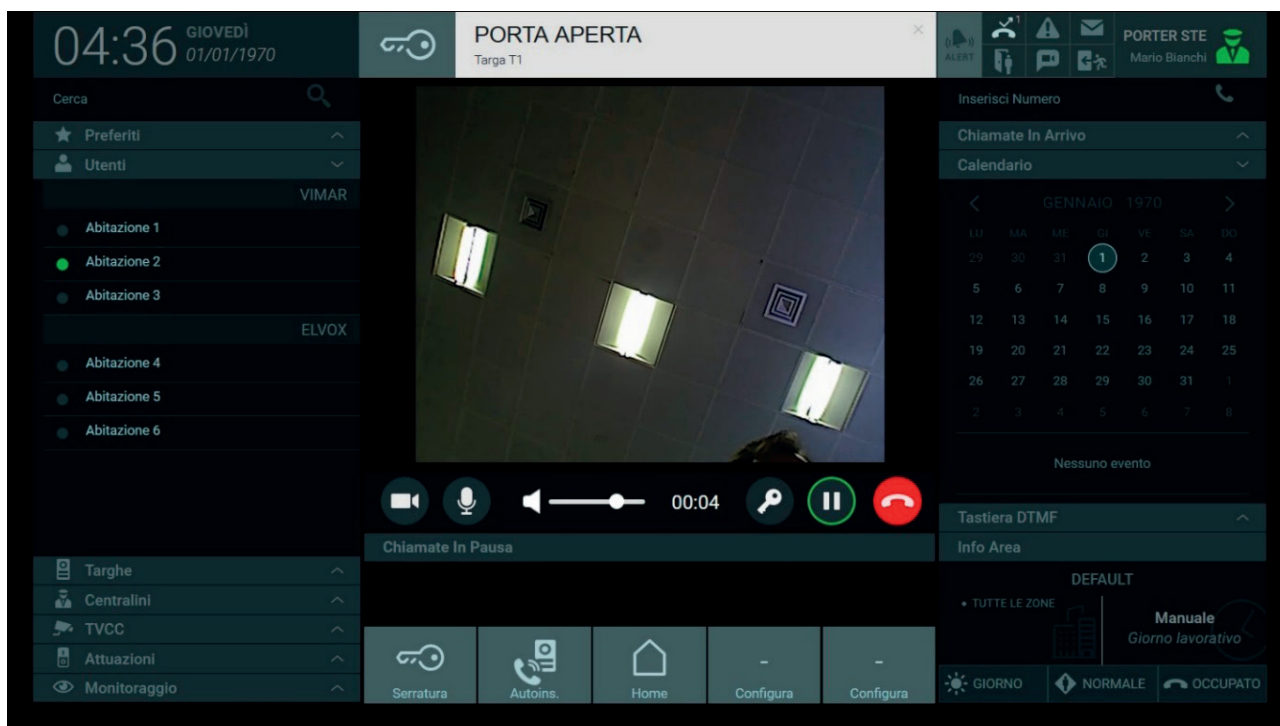 04:36 GIOVEDÌ
01/01/1970
PORTA APERTA
Targa T1
×
ALERT
1
PORTER STE
Mario Bianchi
Cerca
Preferiti
Utenti
VIMAR
Abitazione 1
Abitazione 2
Abitazione 3
ELVOX
Abitazione 4
Abitazione 5
Abitazione 6
Targhe
Centralini
TVCC
Attuazioni
Monitoraggio
00:04
Chiamate In Pausa
Serratura
Autoins.
Home
-
Configura
-
Configura
Inserisci Numero
Chiamate In Arrivo
Calendario
GENNAIO 1970
LU MA ME GI VE SA DO
29 30 31 1 2 3 4
5 6 7 8 9 10 11
12 13 14 15 16 17 18
19 20 21 22 23 24 25
26 27 28 29 30 31 1
2 3 4 5 6 7 8
Nessuno evento
Tastiera DTMF
Info Area
DEFAULT
• TUTTE LE ZONE
Manuale
Giorno lavorativo
GIORNO
NORMALE
OCCUPATO